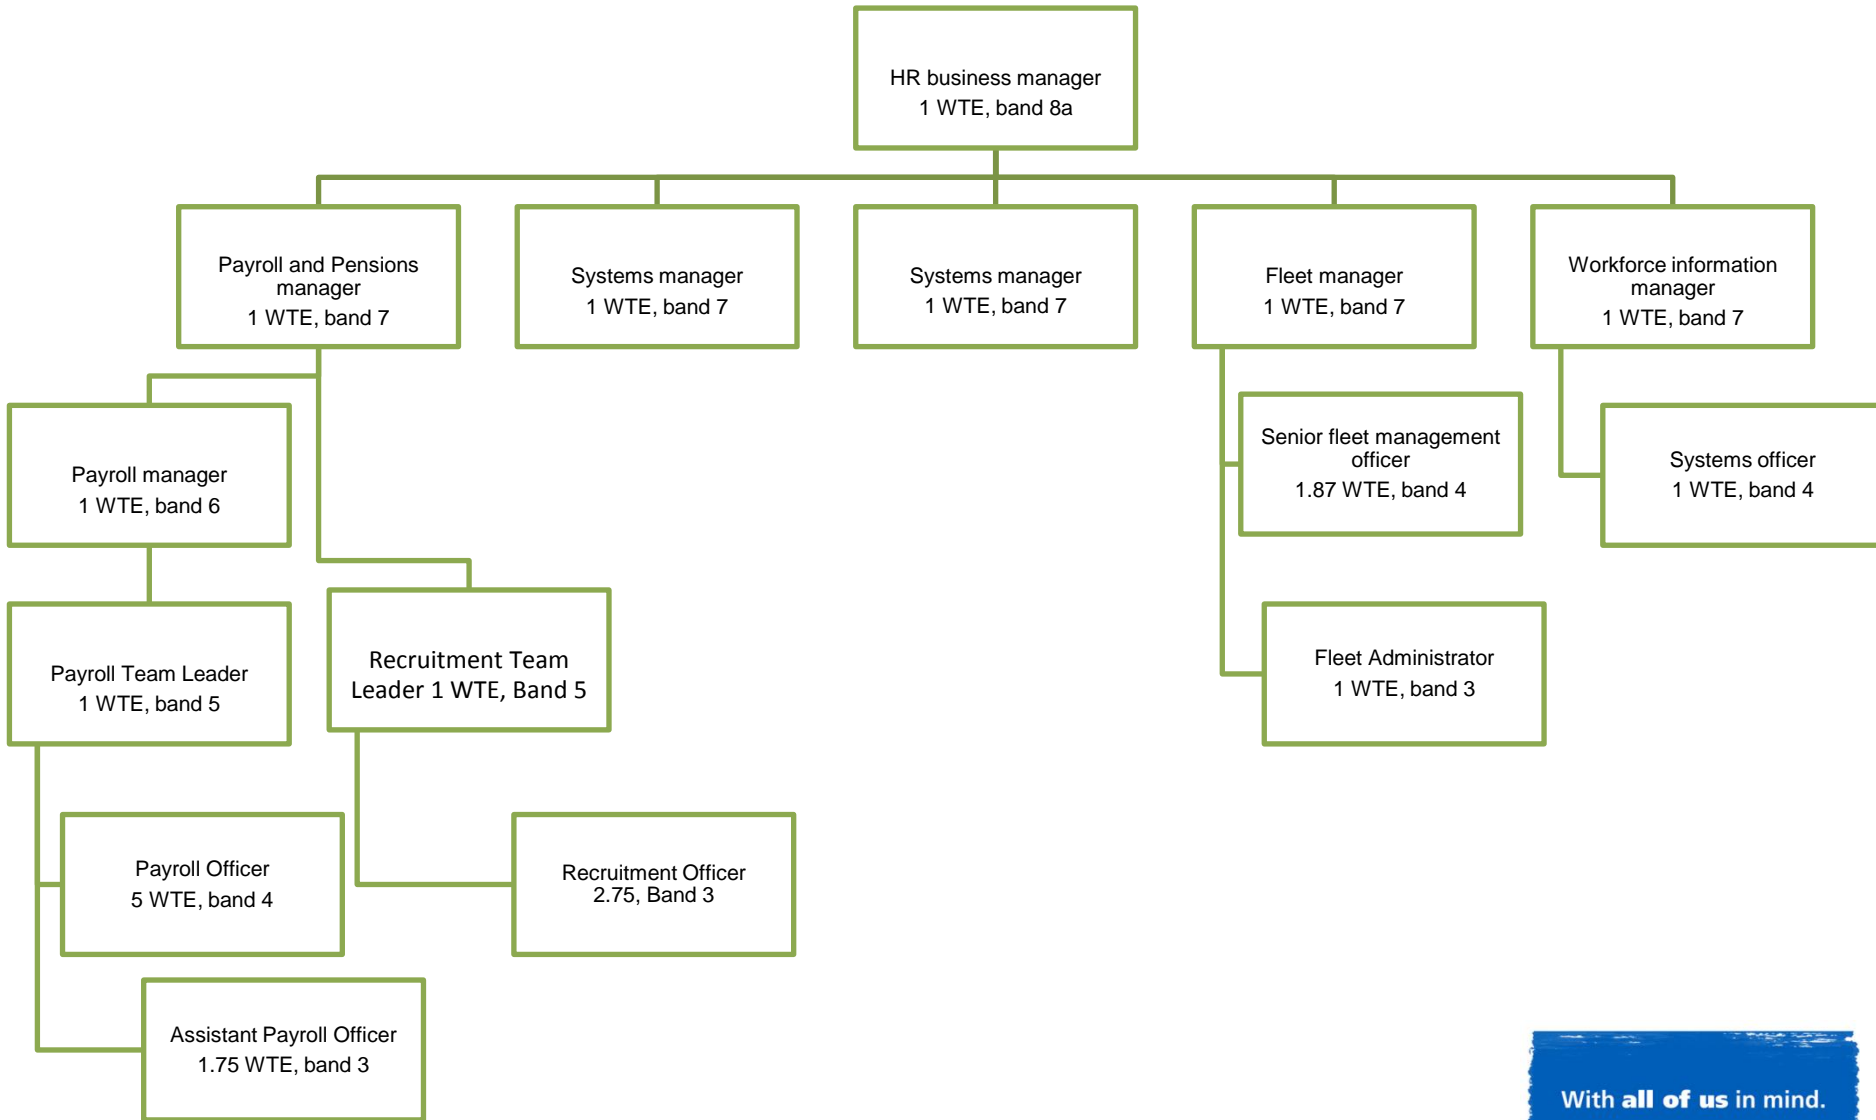 HR business manager
1 WTE, band 8a
Payroll and Pensions
manager
1 WTE, band 7
Systems manager
1 WTE, band 7
Systems manager
1 WTE, band 7
Fleet manager
1 WTE, band 7
Workforce information
manager
1 WTE, band 7
Payroll manager
1 WTE, band 6
Senior fleet management
officer
1.87 WTE, band 4
Systems officer
1 WTE, band 4
Payroll Team Leader
1 WTE, band 5
Recruitment Team
Leader 1 WTE, Band 5
Fleet Administrator
1 WTE, band 3
Payroll Officer
5 WTE, band 4
Recruitment Officer
2.75, Band 3
Assistant Payroll Officer
1.75 WTE, band 3
With all of us in mind.